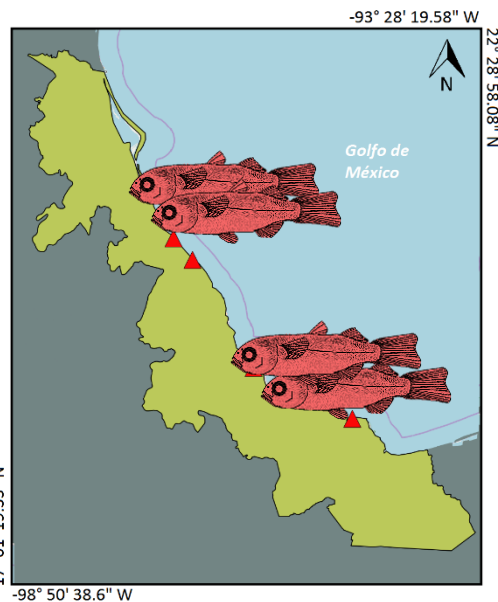 -93° 28' 19.58" W
22° 28' 58.08" N
N
Golfo de
México
-98° 50' 38.6" W